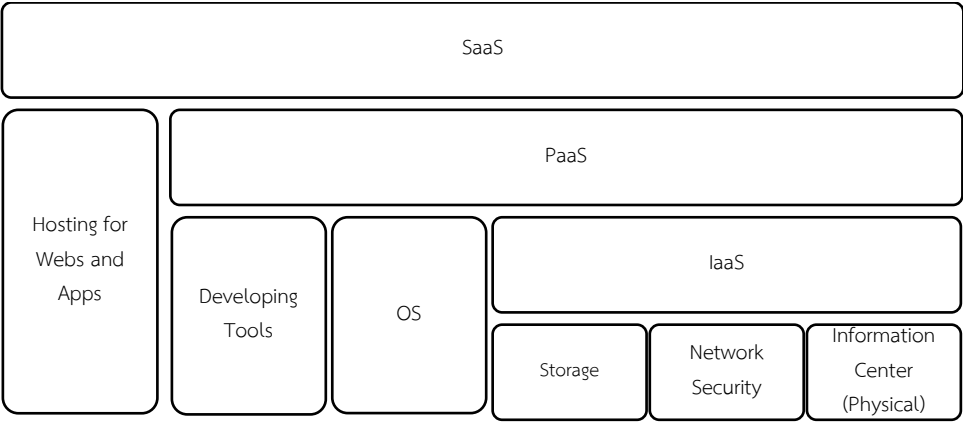 SaaS
PaaS
Hosting for
Webs and
Apps
IaaS
Developing
Tools
OS
Storage
Network
Security
Information
Center
(Physical)